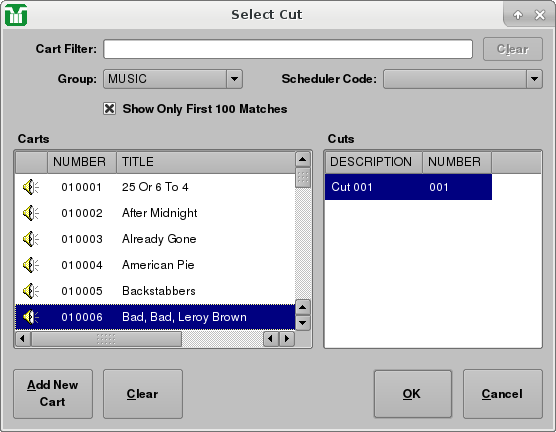 Select Cut
Cart Filter:
Clear
Group: MUSIC Scheduler Code:
Show Only First 100 Matches
Carts
NUMBER TITLE
010001 25 Or 6 To 4
010002 After Midnight
010003 Already Gone
010004 American Pie
010005 Backstabbers
010006 Bad, Bad, Leroy Brown
Cuts
DESCRIPTION NUMBER
Cut 001 001
Add New
Cart
Clear
OK
Cancel